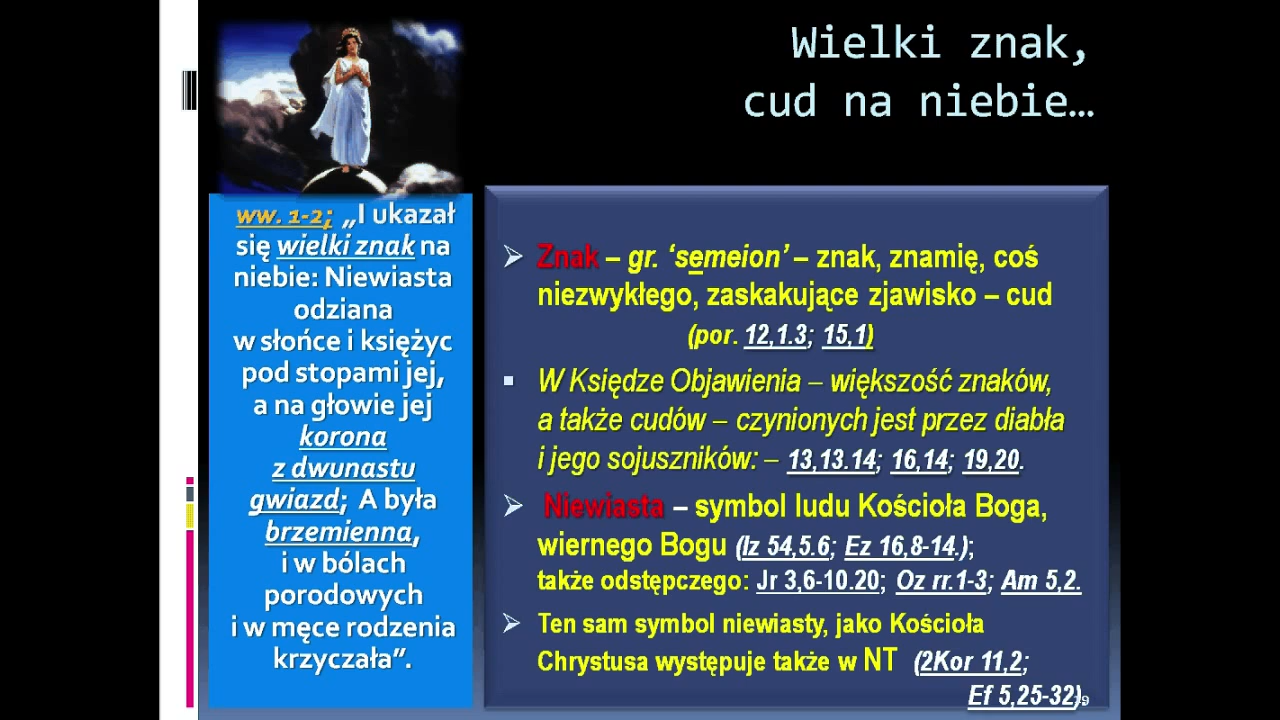 Wielki znak,
cud na niebie…
ww. 1-2; „I ukazał
się wielki znak na
niebie: Niewiasta
odziana
w słońce i księżyc
pod stopami jej,
a na głowie jej
korona
z dwunastu
gwiazd; A była
brzemienna,
i w bólach
porodowych
i w męce rodzenia
krzyczała”.
Znak – gr. ‘semeion’ – znak, znamię, coś
niezwykłego, zaskakujące zjawisko – cud
(por. 12,1.3; 15,1)
W Księdze Objawienia – większość znaków,
a także cudów – czynionych jest przez diabła
i jego sojuszników: – 13,13.14; 16,14; 19,20.
Niewiasta – symbol ludu Kościoła Boga,
wiernego Bogu (Iz 54,5.6; Ez 16,8-14.);
także odstępczego: Jr 3,6-10.20; Oz rr.1-3; Am 5,2.
Ten sam symbol niewiasty, jako Kościoła
Chrystusa występuje także w NT (2Kor 11,2;
Ef 5,25-32).